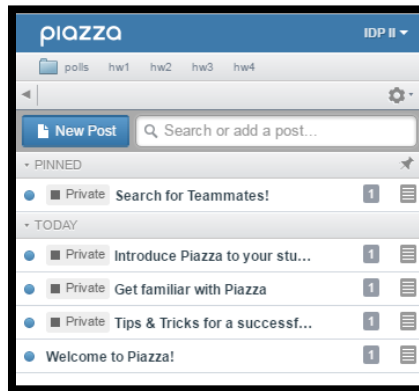 piazza IDP II
polls hw1 hw2 hw3 hw4
New Post Search or add a post...
PINNED
Private Search for Teammates! 1
TODAY
Private Introduce Piazza to your stu... 1
Private Get familiar with Piazza 1
Private Tips & Tricks for a successf... 1
Welcome to Piazza! 1